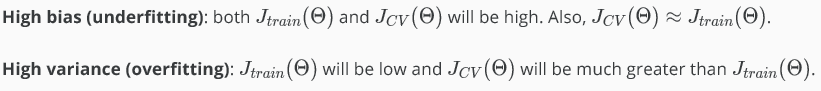 High bias (underfitting): both J_train(Θ) and J_CV(Θ) will be high. Also, J_CV(Θ) ≈ J_train(Θ).
High variance (overfitting): J_train(Θ) will be low and J_CV(Θ) will be much greater than J_train(Θ).